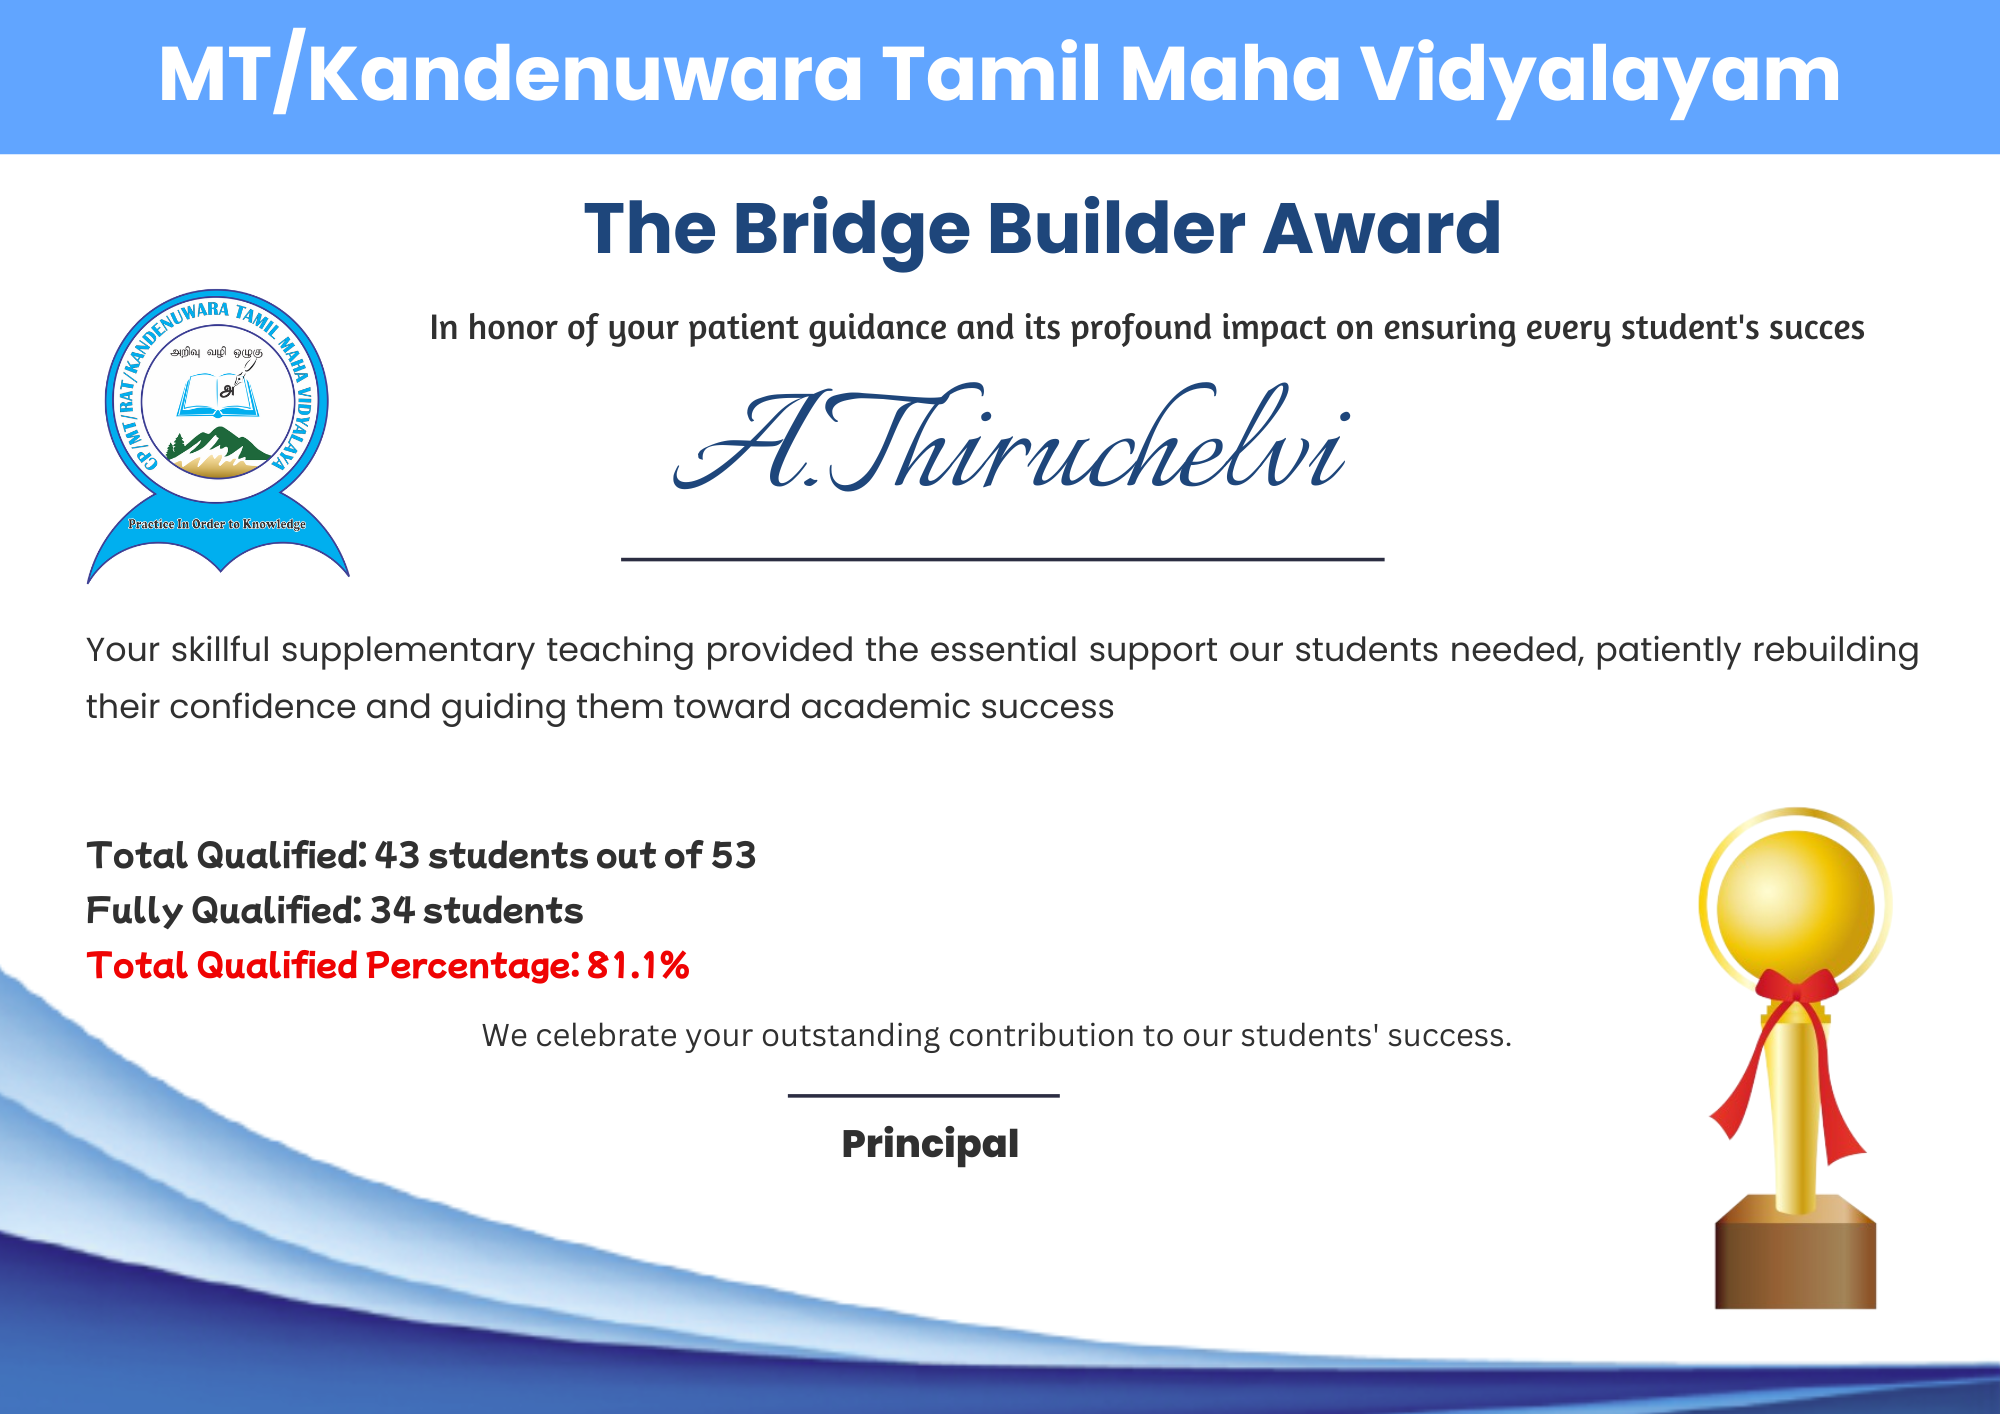 MT/Kandenuwara Tamil Maha Vidyalayam
The Bridge Builder Award
CP/MT/RAT/KANDENUWARA TAMIL MAHA VIDYALAYA
அறிவு வழி ஒழுகு
அ
Practice In Order to Knowledge
In honor of your patient guidance and its profound impact on ensuring every student's succes
A.Thiruchelvi
Your skillful supplementary teaching provided the essential support our students needed, patiently rebuilding
their confidence and guiding them toward academic success
Total Qualified: 43 students out of 53
Fully Qualified: 34 students
Total Qualified Percentage: 81.1%
We celebrate your outstanding contribution to our students' success.
Principal